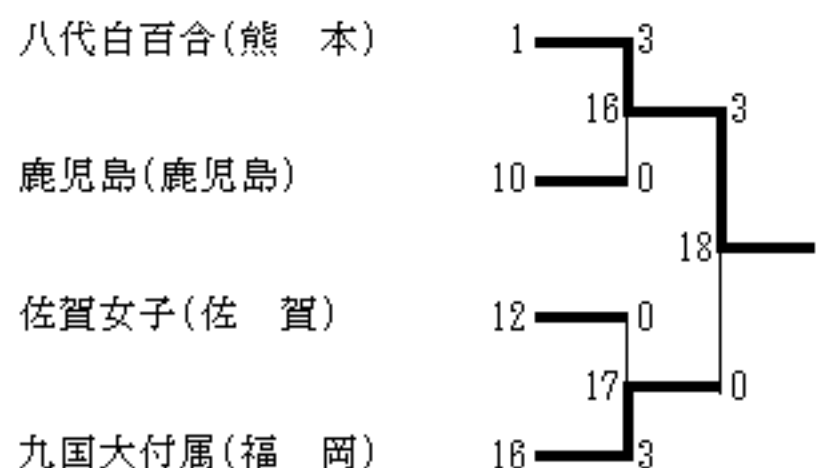 八代白百合(熊　本) 1 3
16 3
鹿児島(鹿児島) 10 0
18
佐賀女子(佐　賀) 12 0
17 0
九国大付属(福　岡) 16 3